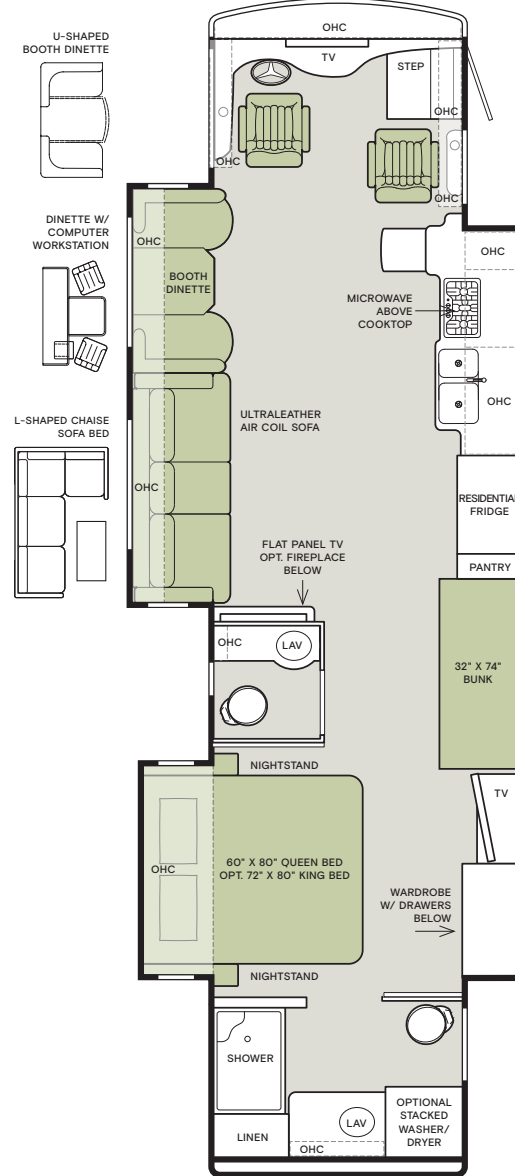 OHC
TV
U-SHAPED
BOOTH DINETTE
STEP
OHC
OHC
OHC
DINETTE W/
COMPUTER
WORKSTATION
OHC
BOOTH
DINETTE
OHC
MICROWAVE
ABOVE
COOKTOP
OHC
L-SHAPED CHAISE
SOFA BED
ULTRALEATHER
AIR COIL SOFA
OHC
RESIDENTIAL
FRIDGE
FLAT PANEL TV
OPT. FIREPLACE
BELOW
PANTRY
OHC
LAV
32" X 74"
BUNK
NIGHTSTAND
TV
60" X 80" QUEEN BED
OPT. 72" X 80" KING BED
OHC
WARDROBE
W/ DRAWERS
BELOW
NIGHTSTAND
SHOWER
LINEN
LAV
OHC
OPTIONAL
STACKED
WASHER/
DRYER